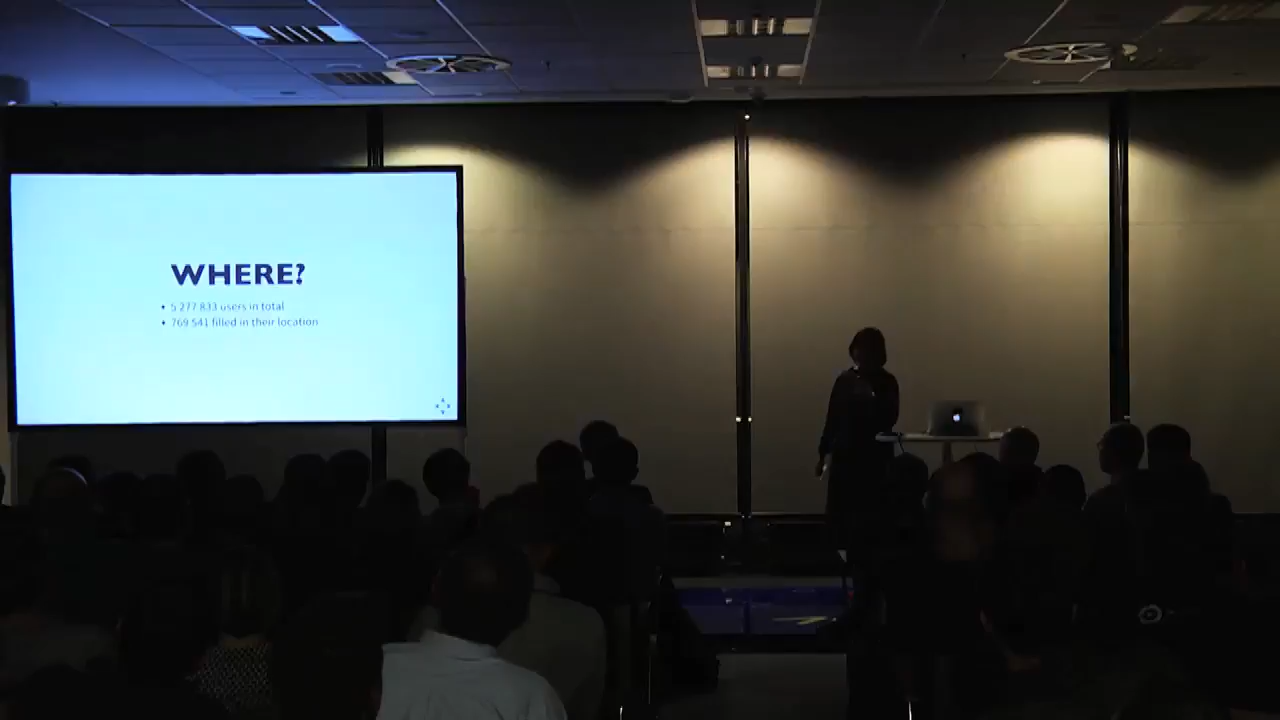 WHERE?
• 5 277 833 users in total
• 769 541 filled in their location